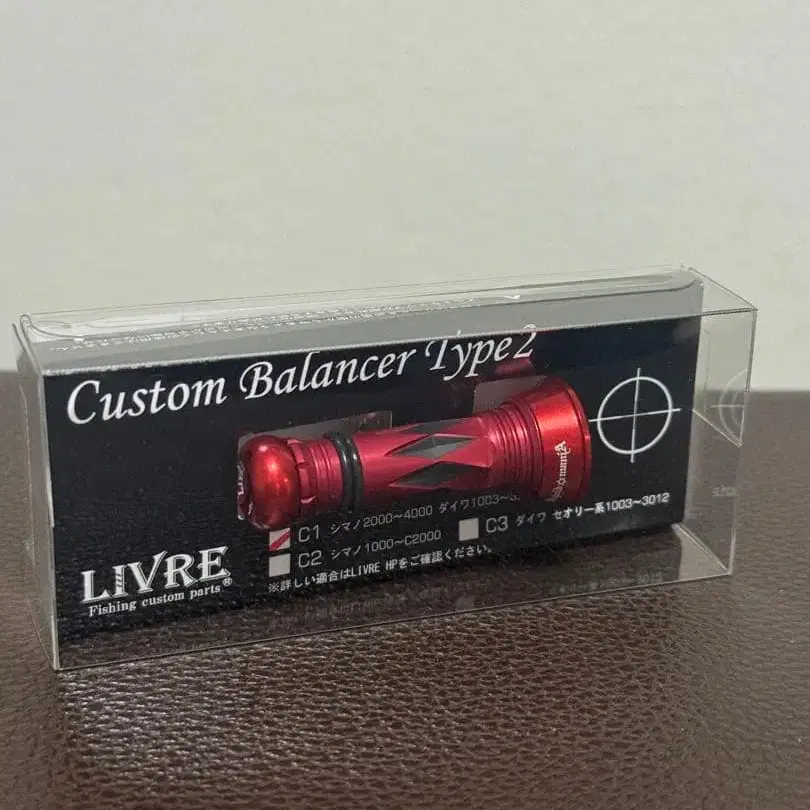 Custom Balancer Type2
C1 シマノ2000〜4000 ダイワ1003〜3
C2 シマノ1000〜C2000
C3 ダイワ セオリー系1003〜3012
※詳しい適合はLIVRE HPをご確認ください。
LIVRE
Fishing custom parts®